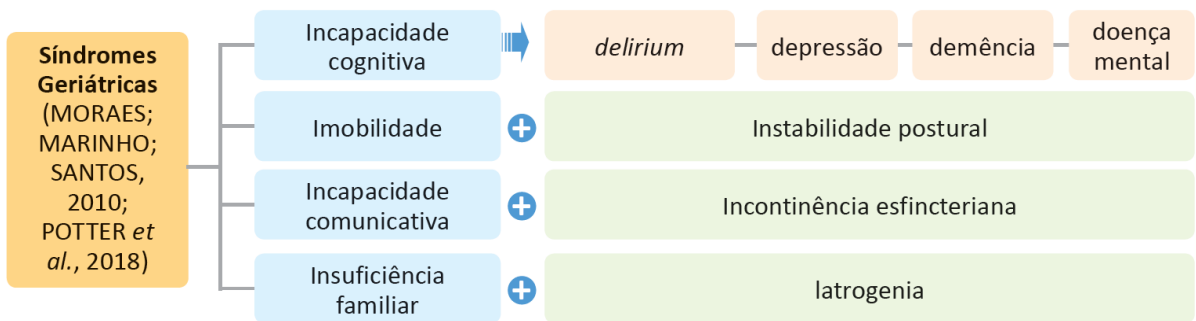 Síndromes
Geriátricas
(MORAES;
MARINHO;
SANTOS,
2010;
POTTER et
al., 2018)
Incapacidade
cognitiva
delirium
depressão
demência
doença
mental
Imobilidade
Instabilidade postural
Incapacidade
comunicativa
Incontinência esfincteriana
Insuficiência
familiar
Iatrogenia